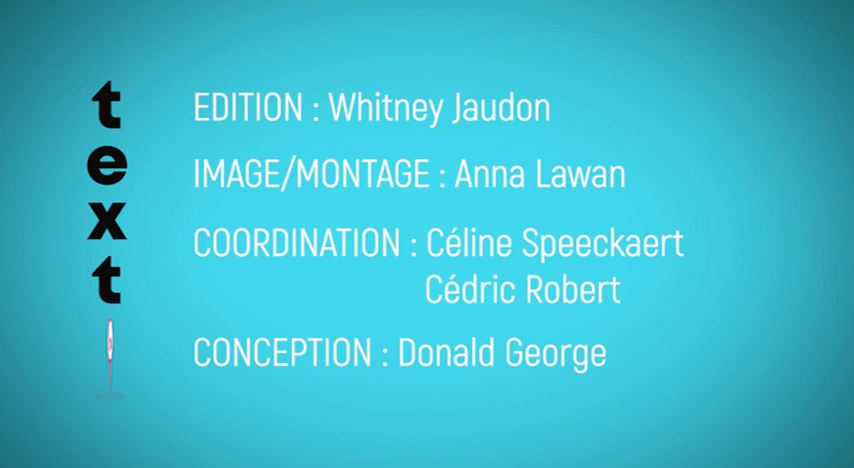 text
EDITION : Whitney Jaudon
IMAGE/MONTAGE : Anna Lawan
COORDINATION : Céline Speeckaert
Cédric Robert
CONCEPTION : Donald George